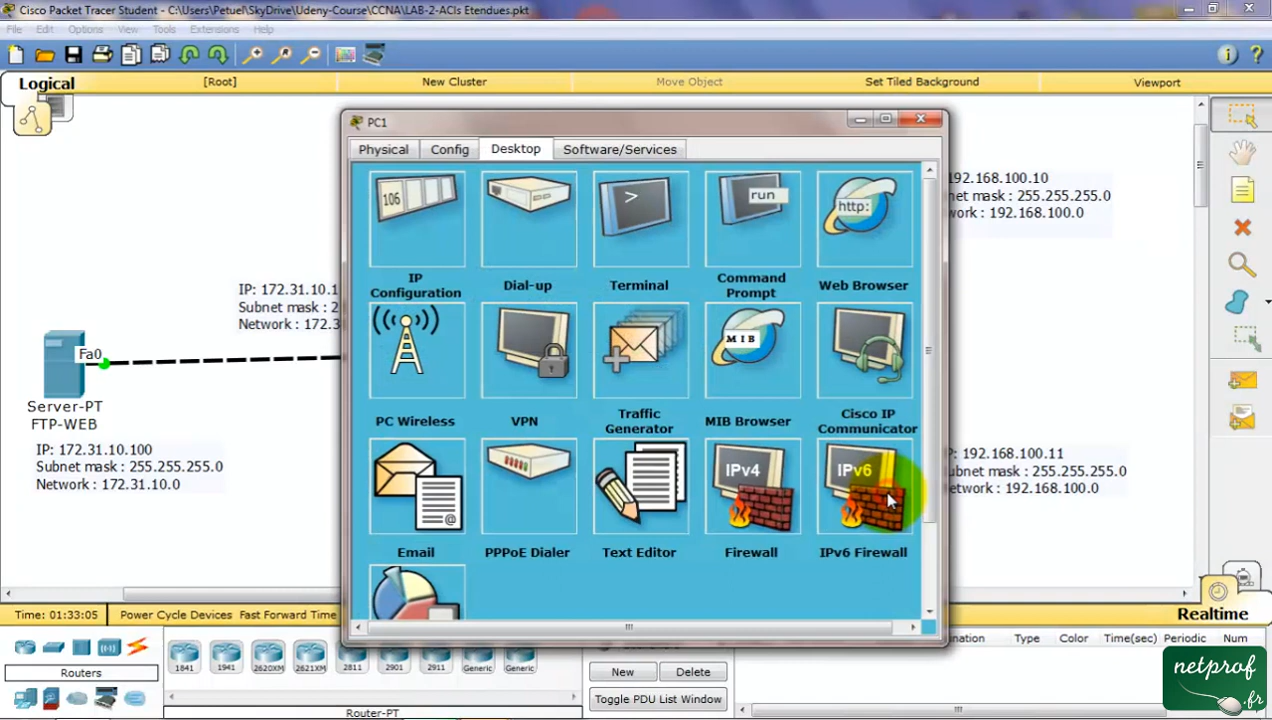 Cisco Packet Tracer Student - C:\Users\Petuel\SkyDrive\Udeny-Course\CCNA\LAB-2-ACIs Etendues.pkt
File Edit Options View Tools Extensions Help
Logical [Root] New Cluster Move Object Set Tiled Background Viewport
PC1
Physical Config Desktop Software/Services
106 > run http:
IP Configuration
Dial-up
Terminal
Command Prompt
Web Browser
MIB
PC Wireless
VPN
Traffic Generator
MIB Browser
Cisco IP Communicator
IPv4 IPv6
@
Email
PPPoE Dialer
Text Editor
Firewall
IPv6 Firewall
192.168.100.10
net mask : 255.255.255.0
Network : 192.168.100.0
IP: 172.31.10.1
Subnet mask : 2
Network : 172.3
Fa0
Server-PT
FTP-WEB
IP: 172.31.10.100
Subnet mask : 255.255.255.0
Network : 172.31.10.0
P: 192.168.100.11
ubnet mask : 255.255.255.0
etwork : 192.168.100.0
Time: 01:33:05 Power Cycle Devices Fast Forward Time Realtime
Routers
1841 1941 2620XM 2621XM 2811 2901 2911 Generic Generic
Router-PT
New Delete
Toggle PDU List Window
ination Type Color Time(sec) Periodic Num
netprof
.fr